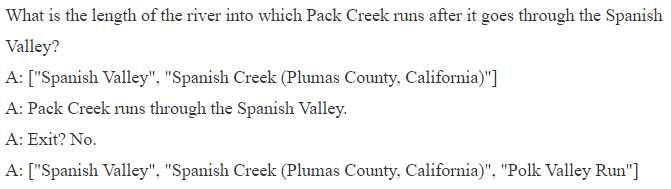 What is the length of the river into which Pack Creek runs after it goes through the Spanish
Valley?
A: ["Spanish Valley", "Spanish Creek (Plumas County, California)"]
A: Pack Creek runs through the Spanish Valley.
A: Exit? No.
A: ["Spanish Valley", "Spanish Creek (Plumas County, California)", "Polk Valley Run"]